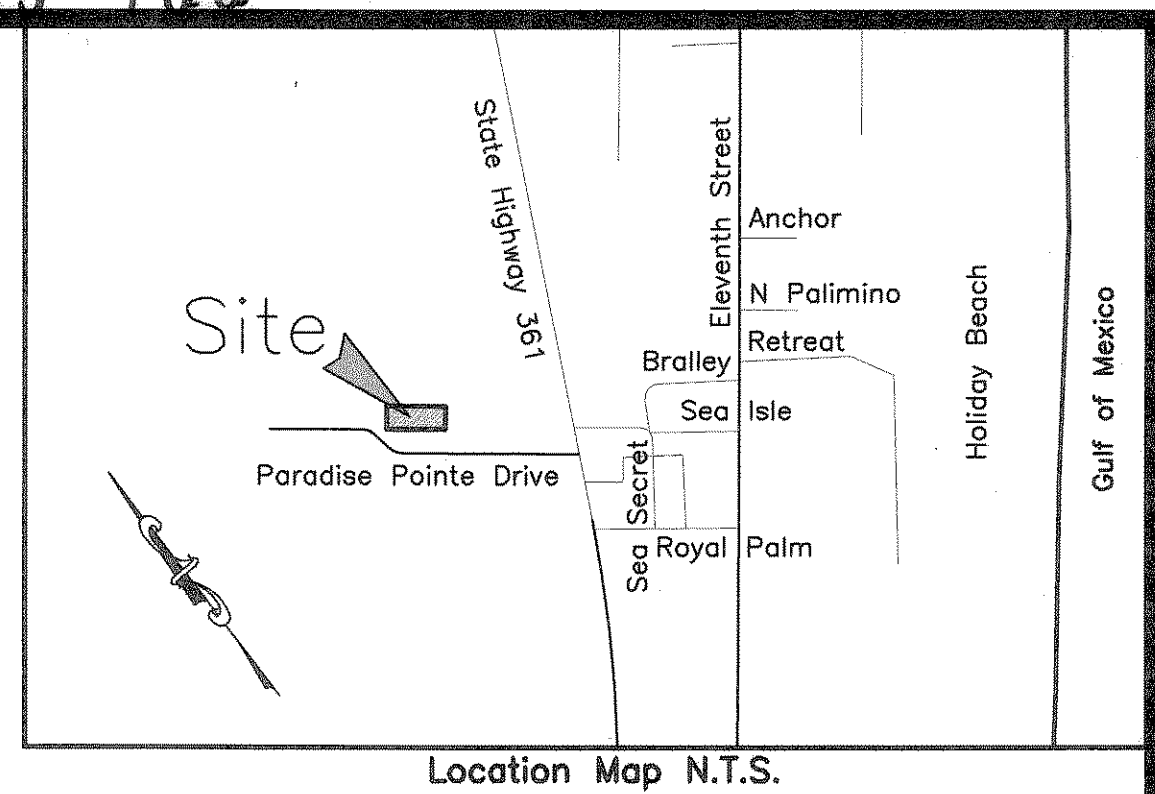 State Highway 361
Eleventh Street
Anchor
N Palimino
Retreat
Bralley
Sea Isle
Holiday Beach
Gulf of Mexico
Site
Paradise Pointe Drive
Sea Secret
Royal Palm
Location Map N.T.S.